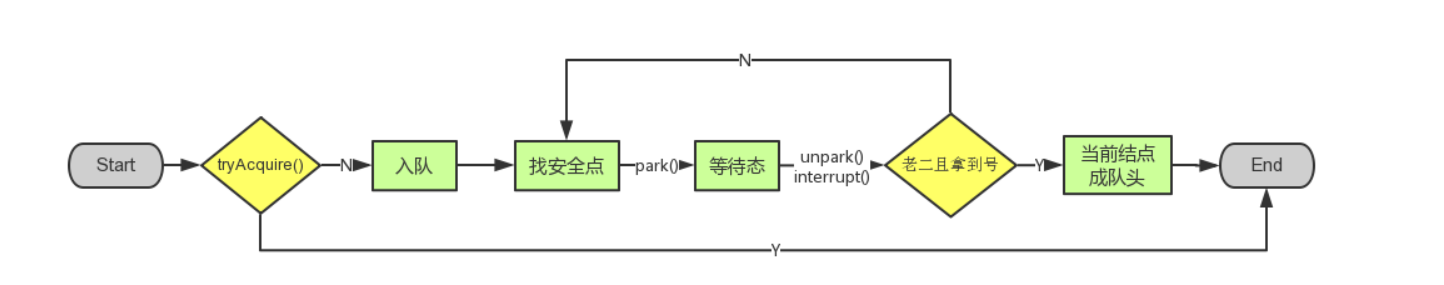 N
Start
tryAcquire()
N
入队
找安全点
park()
等待态
unpark()
interrupt()
老二且拿到号
Y
当前结点
成队头
End
Y